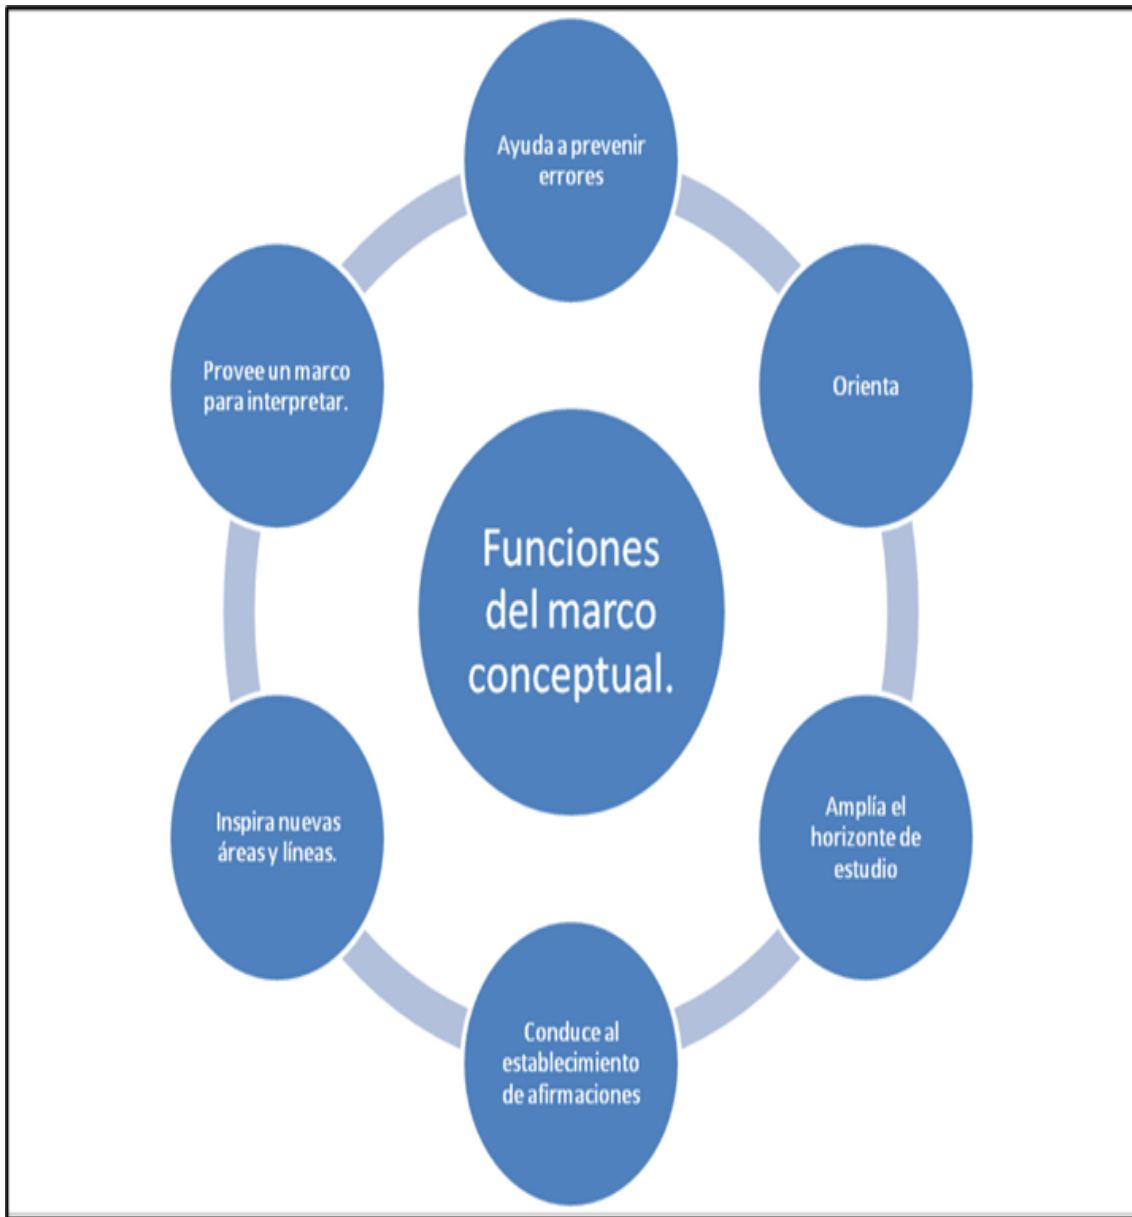 Ayuda a prevenir
errores
Orienta
Amplía el
horizonte de
estudio
Conduce al
establecimiento
de afirmaciones
Inspira nuevas
áreas y líneas.
Provee un marco
para interpretar.
Funciones
del marco
conceptual.